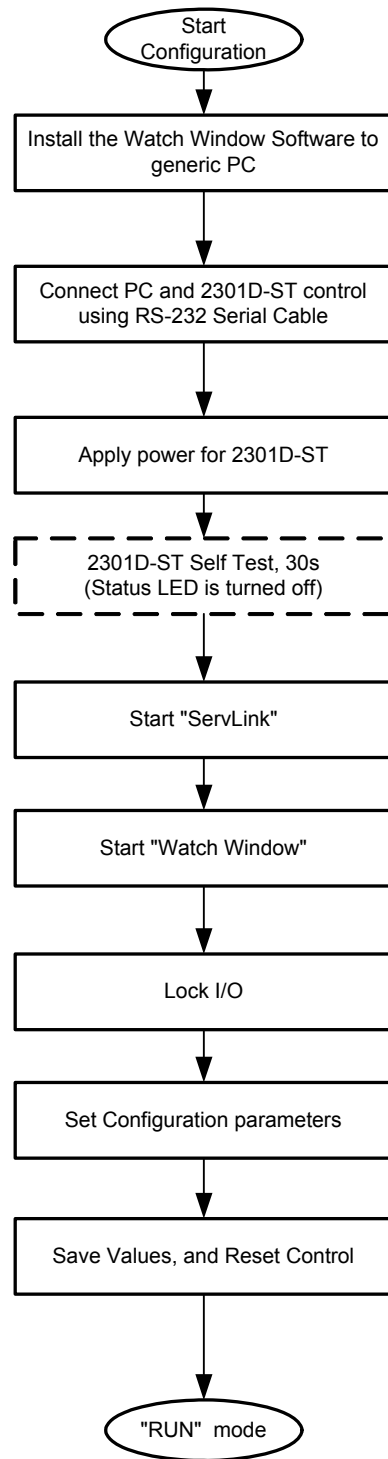 Start
Configuration
Install the Watch Window Software to
generic PC
Connect PC and 2301D-ST control
using RS-232 Serial Cable
Apply power for 2301D-ST
2301D-ST Self Test, 30s
(Status LED is turned off)
Start "ServLink"
Start "Watch Window"
Lock I/O
Set Configuration parameters
Save Values, and Reset Control
"RUN" mode